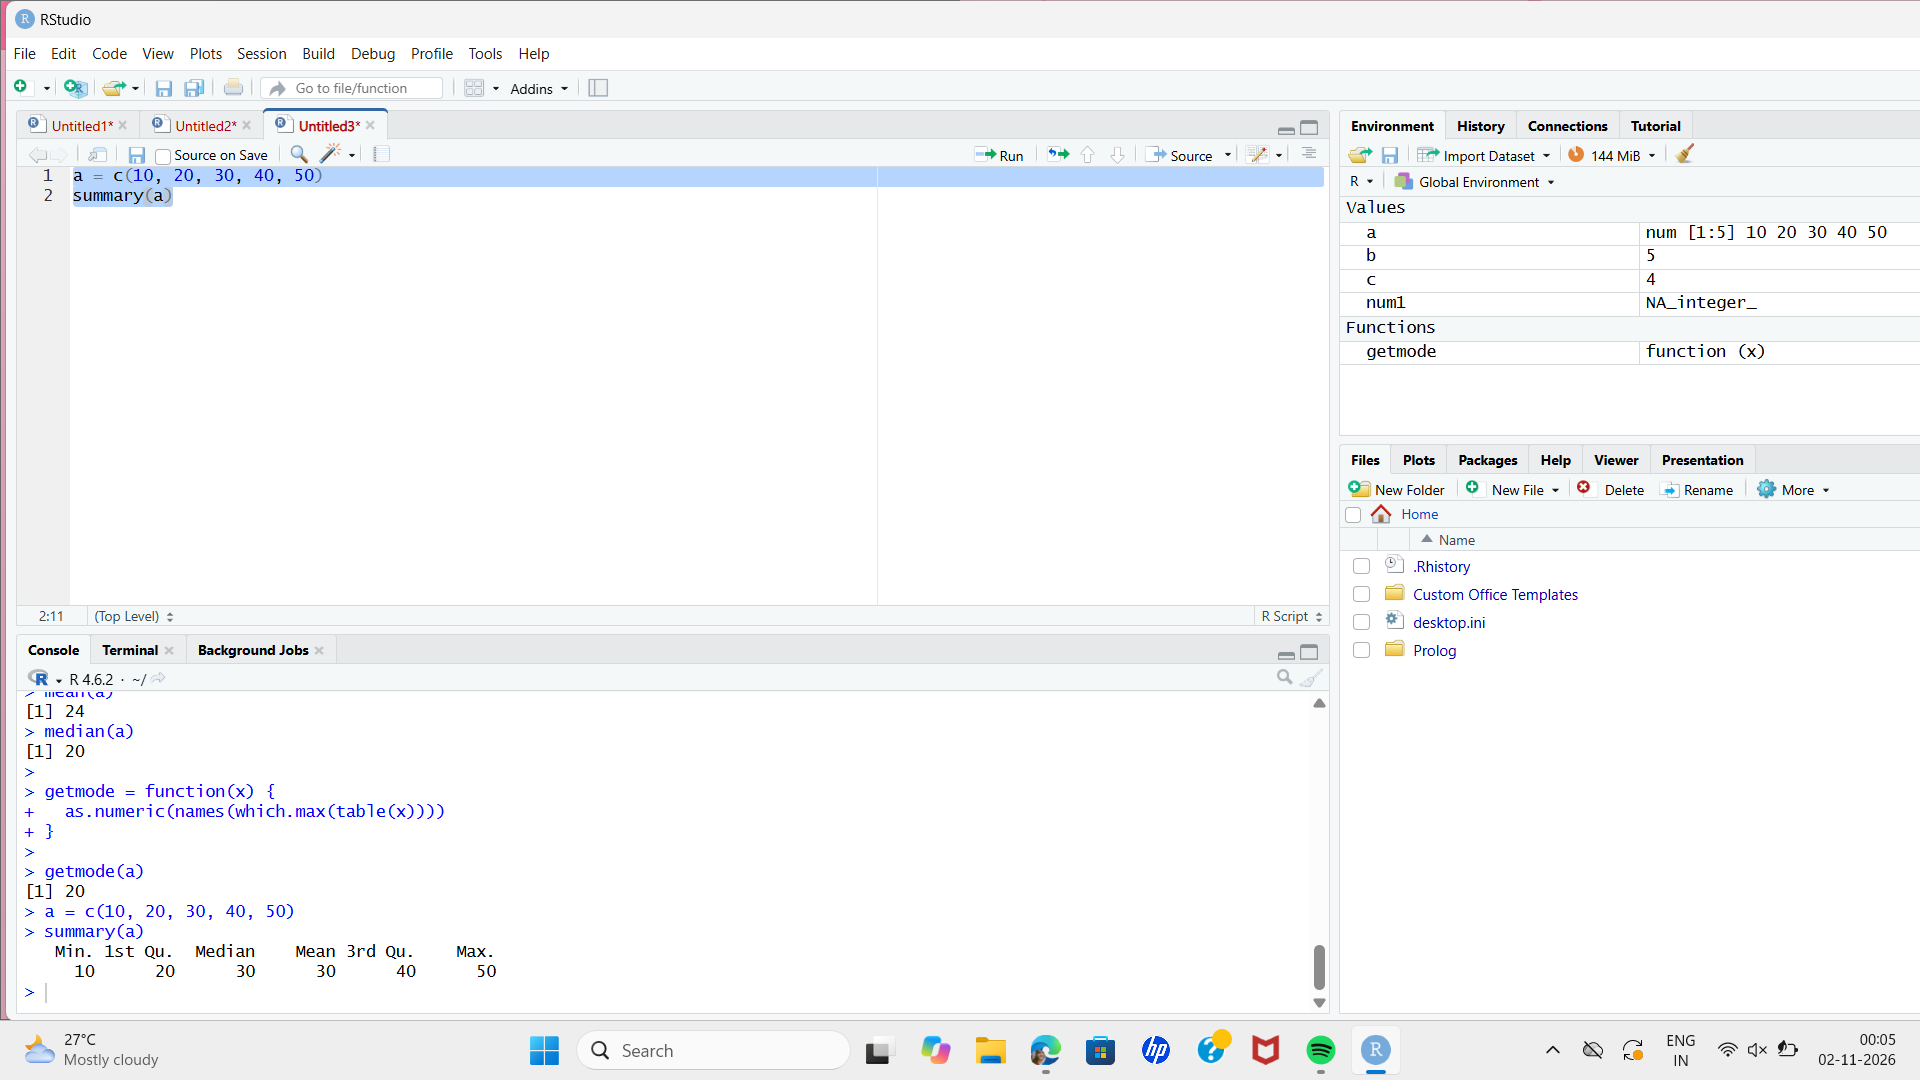 RStudio
File Edit Code View Plots Session Build Debug Profile Tools Help
Go to file/function Addins
Untitled1* Untitled2* Untitled3*
Source on Save Run Source
1 a = c(10, 20, 30, 40, 50)
2 summary(a)
2:11 (Top Level) R Script
Console Terminal Background Jobs
R 4.6.2 · ~/
> mean(a)
[1] 24
> median(a)
[1] 20
>
> getmode = function(x) {
+   as.numeric(names(which.max(table(x))))
+ }
>
> getmode(a)
[1] 20
> a = c(10, 20, 30, 40, 50)
> summary(a)
   Min. 1st Qu.  Median    Mean 3rd Qu.    Max.
     10      20      30      30      40      50
>
Environment History Connections Tutorial
Import Dataset 144 MiB
R Global Environment
Values
a num [1:5] 10 20 30 40 50
b 5
c 4
num1 NA_integer_
Functions
getmode function (x)
Files Plots Packages Help Viewer Presentation
New Folder New File Delete Rename More
Home
Name
.Rhistory
Custom Office Templates
desktop.ini
Prolog
27°C
Mostly cloudy
Search
hp
ENG
IN
00:05
02-11-2026